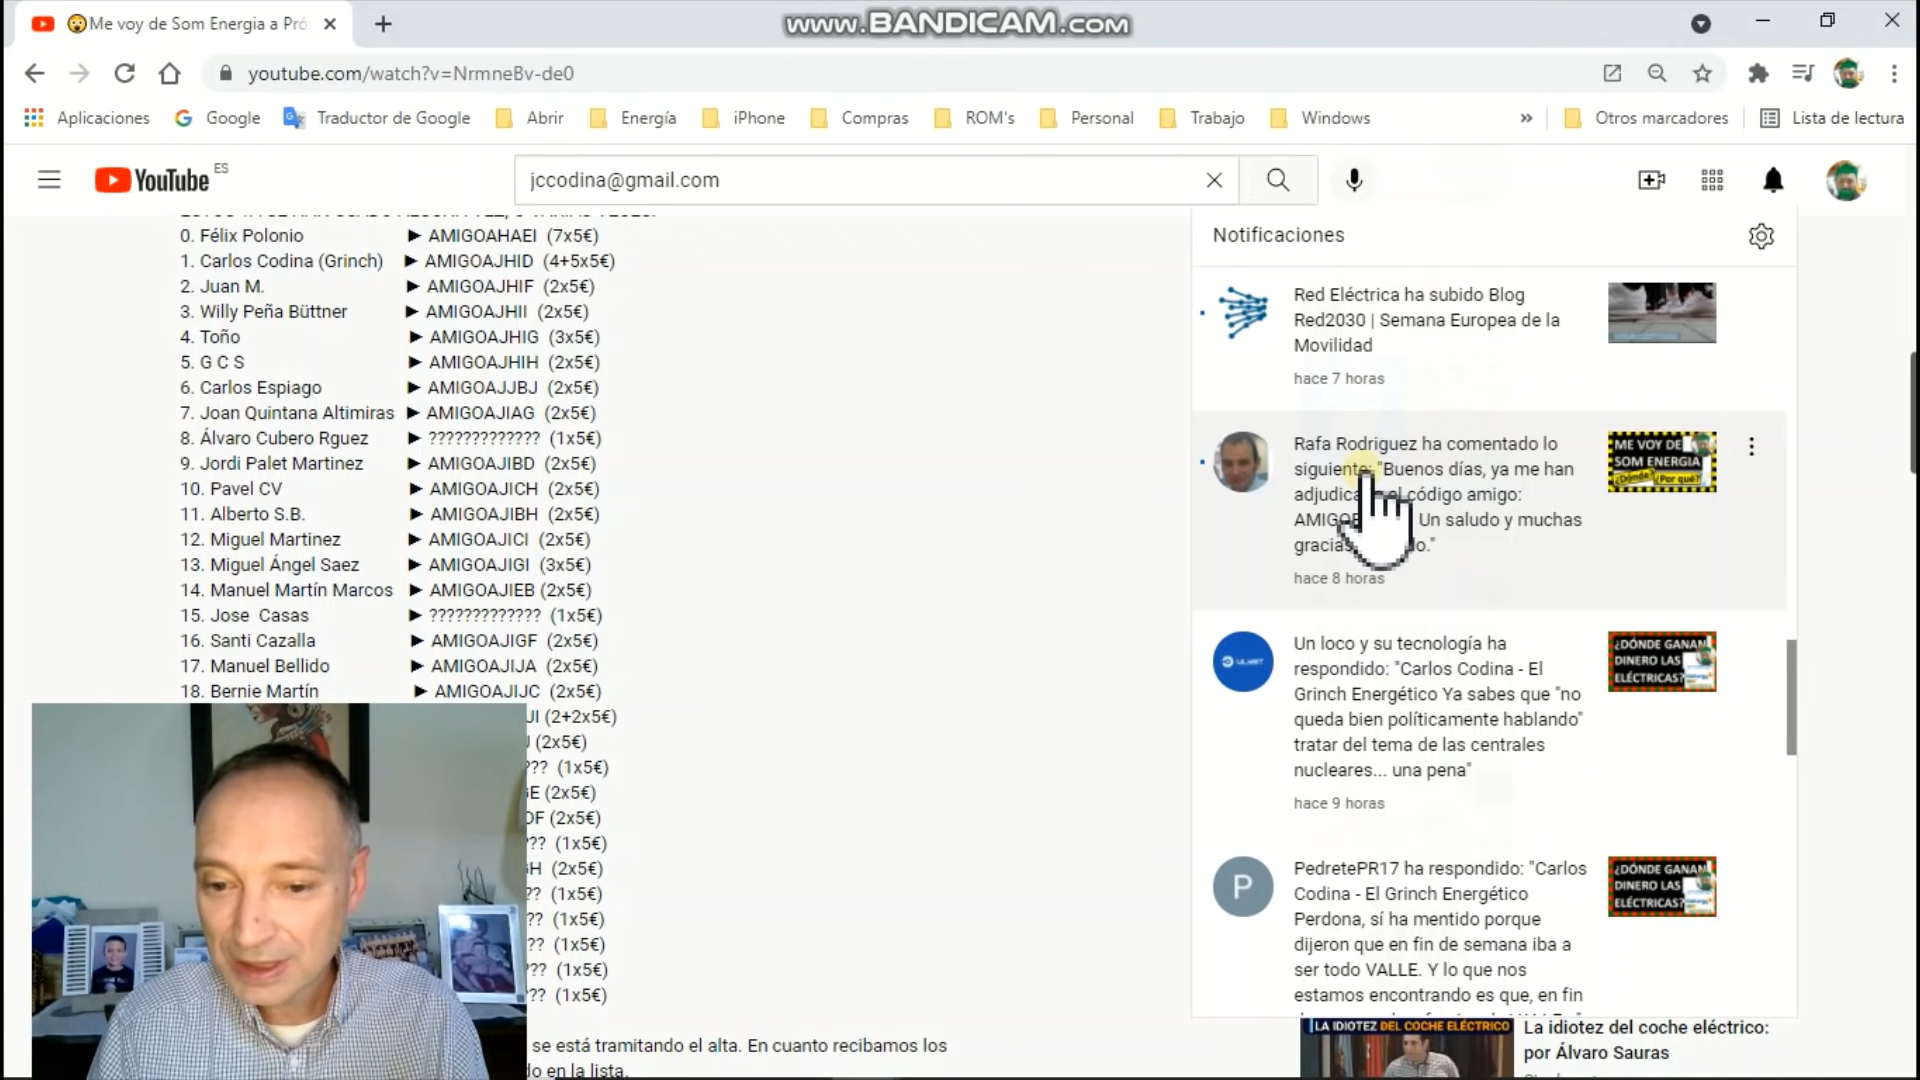 Me voy de Som Energia a Pró
www.BANDICAM.com
youtube.com/watch?v=NrmneBv-de0
Aplicaciones
Google
Traductor de Google
Abrir
Energía
iPhone
Compras
ROM's
Personal
Trabajo
Windows
»
Otros marcadores
Lista de lectura
YouTube ES
jccodina@gmail.com
0. Félix Polonio ► AMIGOAHAEI (7x5€)
1. Carlos Codina (Grinch) ► AMIGOAJHID (4+5x5€)
2. Juan M. ► AMIGOAJHIF (2x5€)
3. Willy Peña Büttner ► AMIGOAJHII (2x5€)
4. Toño ► AMIGOAJHIG (3x5€)
5. G C S ► AMIGOAJHIH (2x5€)
6. Carlos Espiago ► AMIGOAJJBJ (2x5€)
7. Joan Quintana Altimiras ► AMIGOAJIAG (2x5€)
8. Álvaro Cubero Rguez ► ????????????? (1x5€)
9. Jordi Palet Martinez ► AMIGOAJIBD (2x5€)
10. Pavel CV ► AMIGOAJICH (2x5€)
11. Alberto S.B. ► AMIGOAJIBH (2x5€)
12. Miguel Martinez ► AMIGOAJICI (2x5€)
13. Miguel Ángel Saez ► AMIGOAJIGI (3x5€)
14. Manuel Martín Marcos ► AMIGOAJIEB (2x5€)
15. Jose Casas ► ????????????? (1x5€)
16. Santi Cazalla ► AMIGOAJIGF (2x5€)
17. Manuel Bellido ► AMIGOAJIJA (2x5€)
18. Bernie Martín ► AMIGOAJIJC (2x5€)
JI (2+2x5€)
J (2x5€)
??? (1x5€)
GE (2x5€)
DF (2x5€)
??? (1x5€)
GH (2x5€)
?? (1x5€)
?? (1x5€)
?? (1x5€)
?? (1x5€)
?? (1x5€)
se está tramitando el alta. En cuanto recibamos los
do en la lista.
Notificaciones
Red Eléctrica ha subido Blog
Red2030 | Semana Europea de la
Movilidad
hace 7 horas
Rafa Rodriguez ha comentado lo
siguiente: "Buenos días, ya me han
código amigo:
Un saludo y muchas
gracias
hace 8 horas
ME VOY DE
SOM ENERGIA
¿Dónde? ¿Por qué?
Un loco y su tecnología ha
respondido: "Carlos Codina - El
Grinch Energético Ya sabes que "no
queda bien políticamente hablando"
tratar del tema de las centrales
nucleares... una pena"
hace 9 horas
¿DÓNDE GANAN
DINERO LAS
ELÉCTRICAS?
P
PedretePR17 ha respondido: "Carlos
Codina - El Grinch Energético
Perdona, sí ha mentido porque
dijeron que en fin de semana iba a
ser todo VALLE. Y lo que nos
estamos encontrando es que, en fin
¿DÓNDE GANAN
DINERO LAS
ELÉCTRICAS?
LA IDIOTEZ DEL COCHE ELÉCTRICO
La idiotez del coche eléctrico:
por Álvaro Sauras